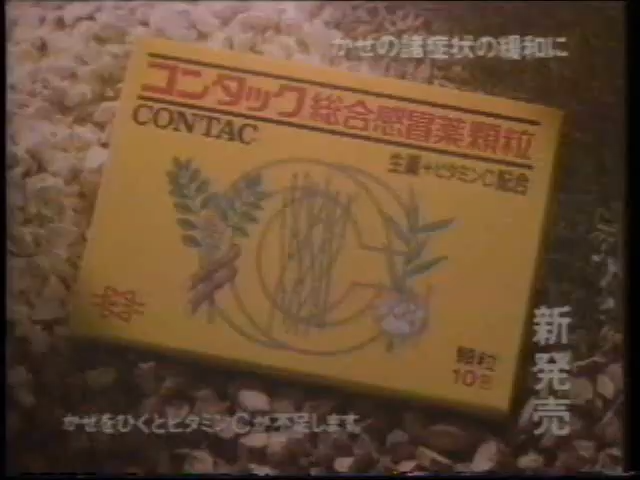 かぜの諸症状の緩和に
コンタック総合感冒薬顆粒
CONTAC
生薬+ビタミンC配合
顆粒
10包
新発売
かぜをひくとビタミンCが不足します